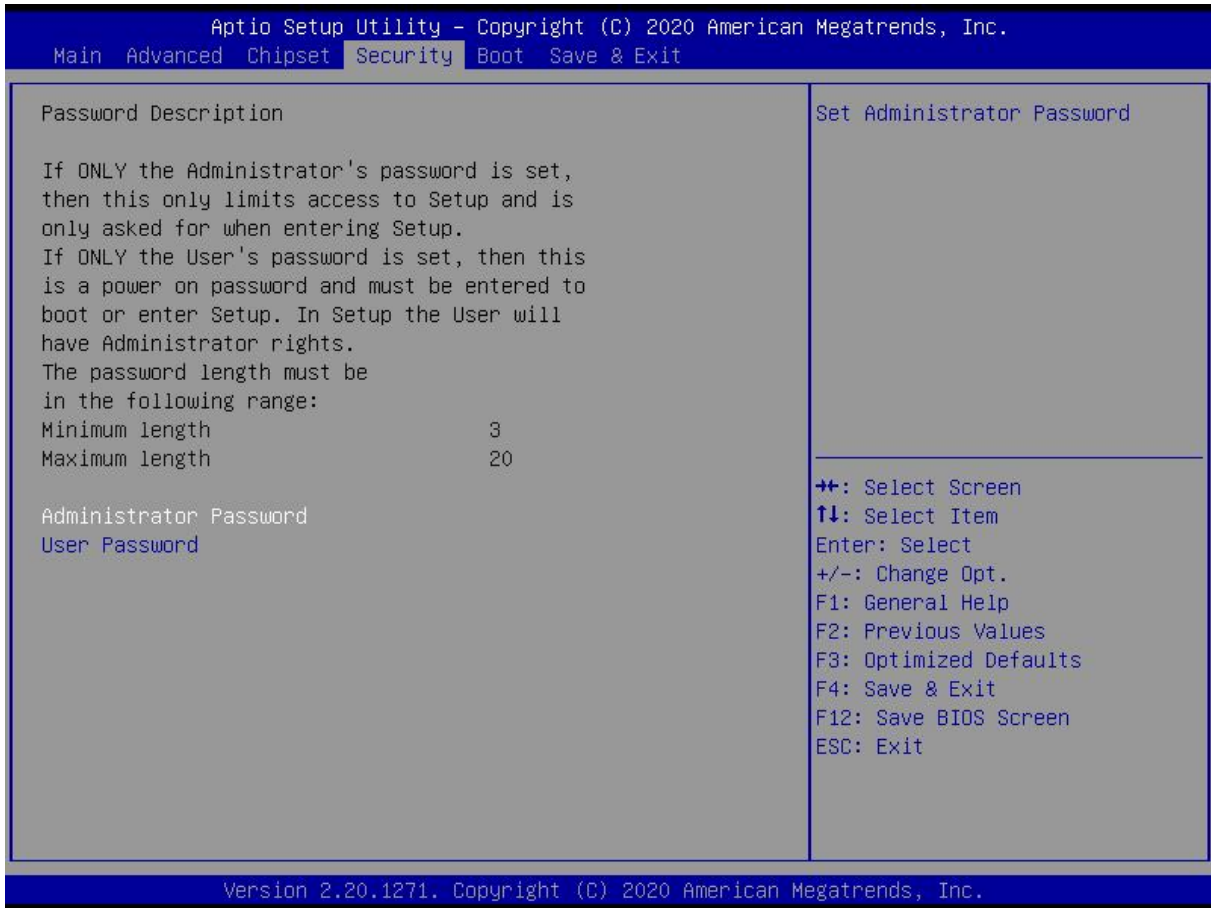 Aptio Setup Utility – Copyright (C) 2020 American Megatrends, Inc.
Main Advanced Chipset Security Boot Save & Exit
Password Description
If ONLY the Administrator's password is set,
then this only limits access to Setup and is
only asked for when entering Setup.
If ONLY the User's password is set, then this
is a power on password and must be entered to
boot or enter Setup. In Setup the User will
have Administrator rights.
The password length must be
in the following range:
Minimum length 3
Maximum length 20
Administrator Password
User Password
Set Administrator Password
→←: Select Screen
↑↓: Select Item
Enter: Select
+/-: Change Opt.
F1: General Help
F2: Previous Values
F3: Optimized Defaults
F4: Save & Exit
F12: Save BIOS Screen
ESC: Exit
Version 2.20.1271. Copyright (C) 2020 American Megatrends, Inc.